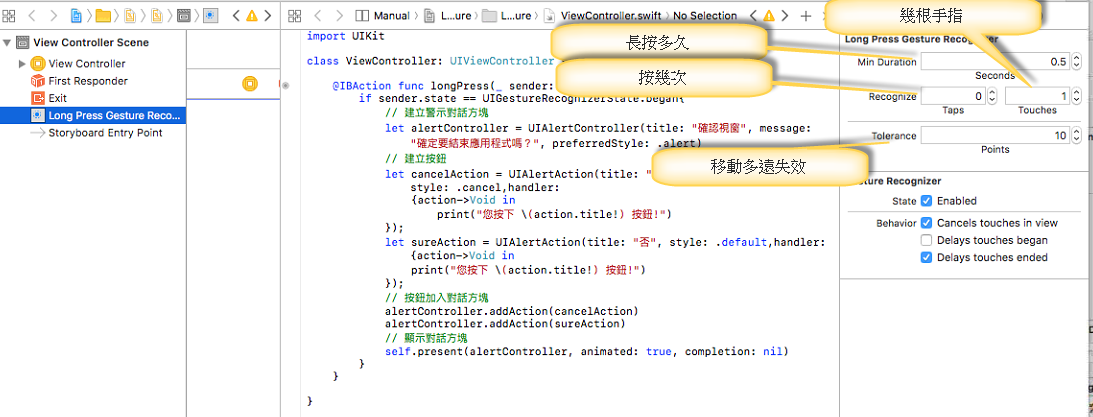 Manual
L...ure
L...ure
ViewController.swift
No Selection
View Controller Scene
View Controller
First Responder
Exit
Long Press Gesture Reco...
Storyboard Entry Point
import UIKit
class ViewController: UIViewController
@IBAction func longPress(_ sender:
if sender.state == UIGestureRecognizerState.began{
// 建立警示對話方塊
let alertController = UIAlertController(title: "確認視窗", message:
"確定要結束應用程式嗎？", preferredStyle: .alert)
// 建立按鈕
let cancelAction = UIAlertAction(title: "
style: .cancel,handler:
{action->Void in
print("您按下 \(action.title!) 按鈕!")
});
let sureAction = UIAlertAction(title: "否", style: .default,handler:
{action->Void in
print("您按下 \(action.title!) 按鈕!")
});
// 按鈕加入對話方塊
alertController.addAction(cancelAction)
alertController.addAction(sureAction)
// 顯示對話方塊
self.present(alertController, animated: true, completion: nil)
}
}
}
幾根手指
長按多久
按幾次
移動多遠失效
Long Press Gesture Recognizer
Min Duration 0.5
Seconds
Recognize 0 1
Taps Touches
Tolerance 10
Points
Gesture Recognizer
State Enabled
Behavior Cancels touches in view
Delays touches began
Delays touches ended